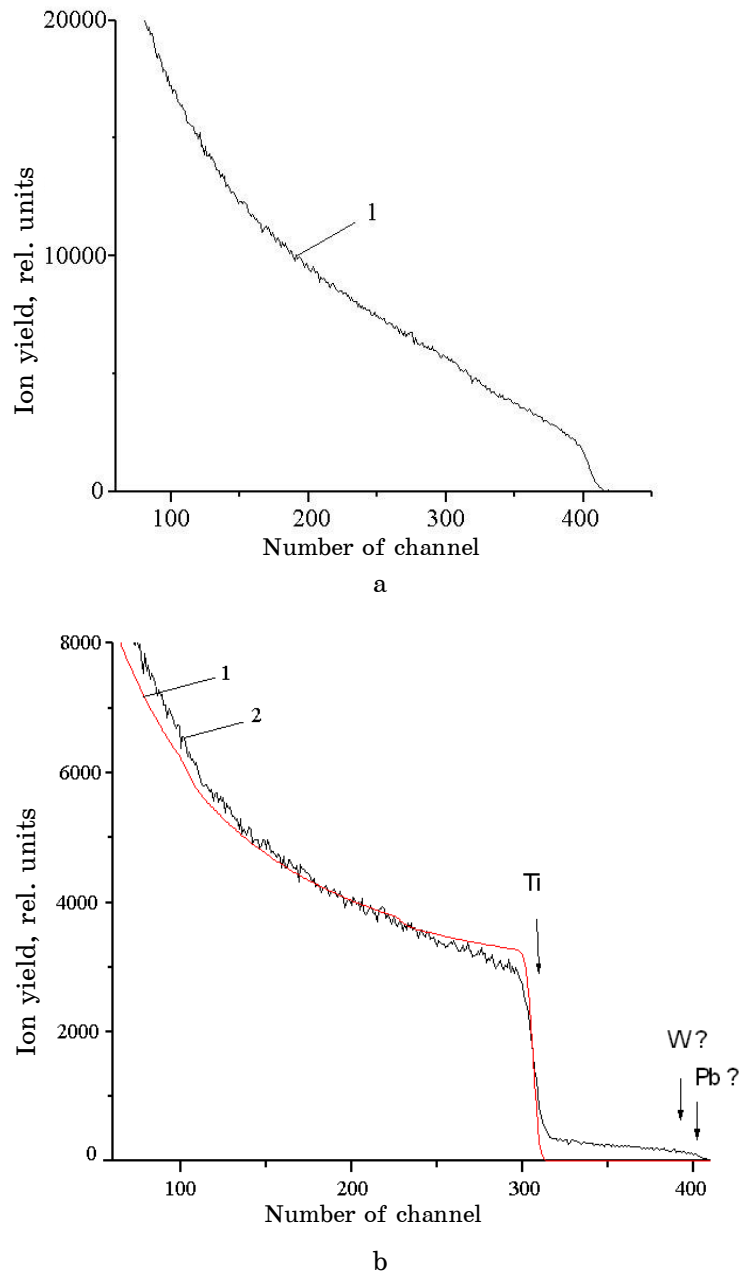 20000
10000
0
Ion yield, rel. units
1
100 200 300 400
Number of channel
a
8000
6000
4000
2000
0
Ion yield, rel. units
1
2
Ti
W?
Pb?
100 200 300 400
Number of channel
b